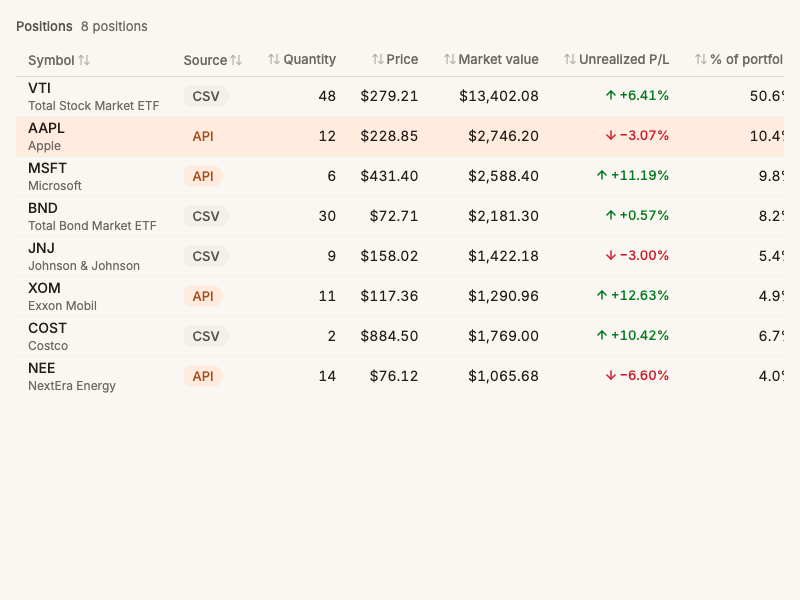 Positions 8 positions
Symbol Source Quantity Price Market value Unrealized P/L % of
VTI CSV 48 $279.21 $13,402.08 +6.41% 50.6
Total Stock Market ETF
AAPL API 12 $228.85 $2,746.20 −3.07% 10.4
Apple
MSFT API 6 $431.40 $2,588.40 +11.19% 9.8
Microsoft
BND CSV 30 $72.71 $2,181.30 +0.57% 8.2
Total Bond Market ETF
JNJ CSV 9 $158.02 $1,422.18 −3.00% 5.4
Johnson & Johnson
XOM API 11 $117.36 $1,290.96 +12.63% 4.9
Exxon Mobil
COST CSV 2 $884.50 $1,769.00 +10.42% 6.7
Costco
NEE API 14 $76.12 $1,065.68 −6.60% 4.0
NextEra Energy